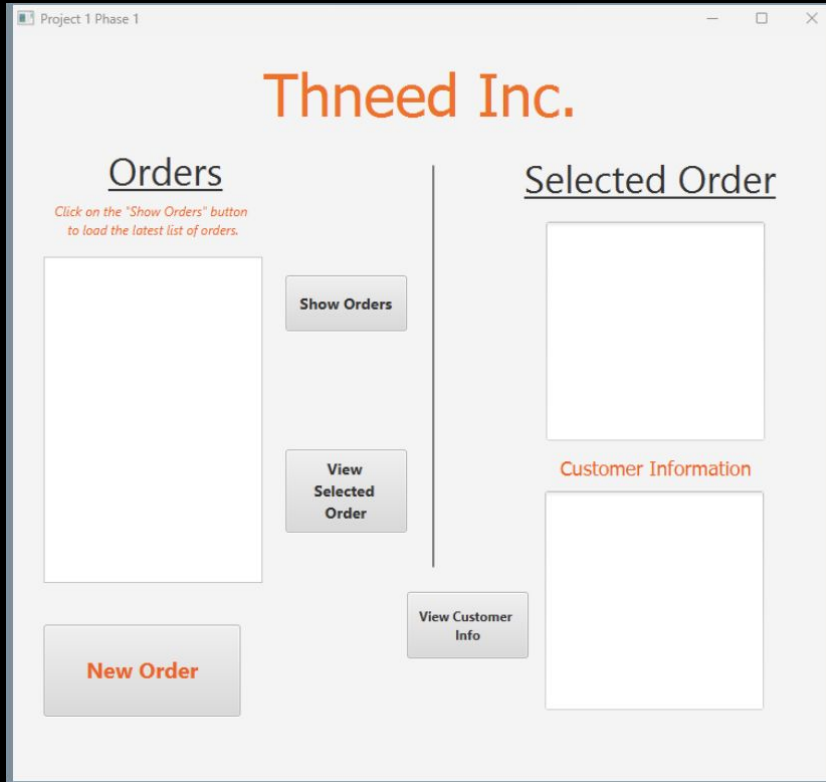 Project 1 Phase 1
Thneed Inc.
Orders
Click on the "Show Orders" button
to load the latest list of orders.
Show Orders
View
Selected
Order
New Order
Selected Order
Customer Information
View Customer
Info